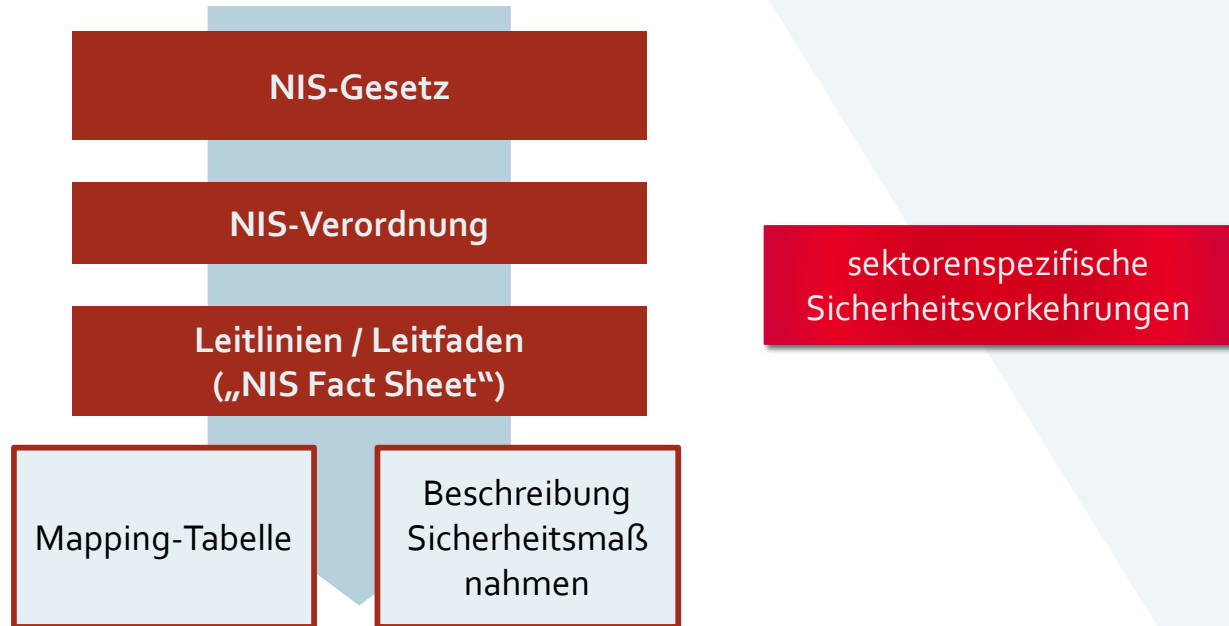 NIS-Gesetz
NIS-Verordnung
Leitlinien / Leitfaden
(„NIS Fact Sheet“)
Mapping-Tabelle
Beschreibung
Sicherheitsmaß
nahmen
sektorenspezifische
Sicherheitsvorkehrungen